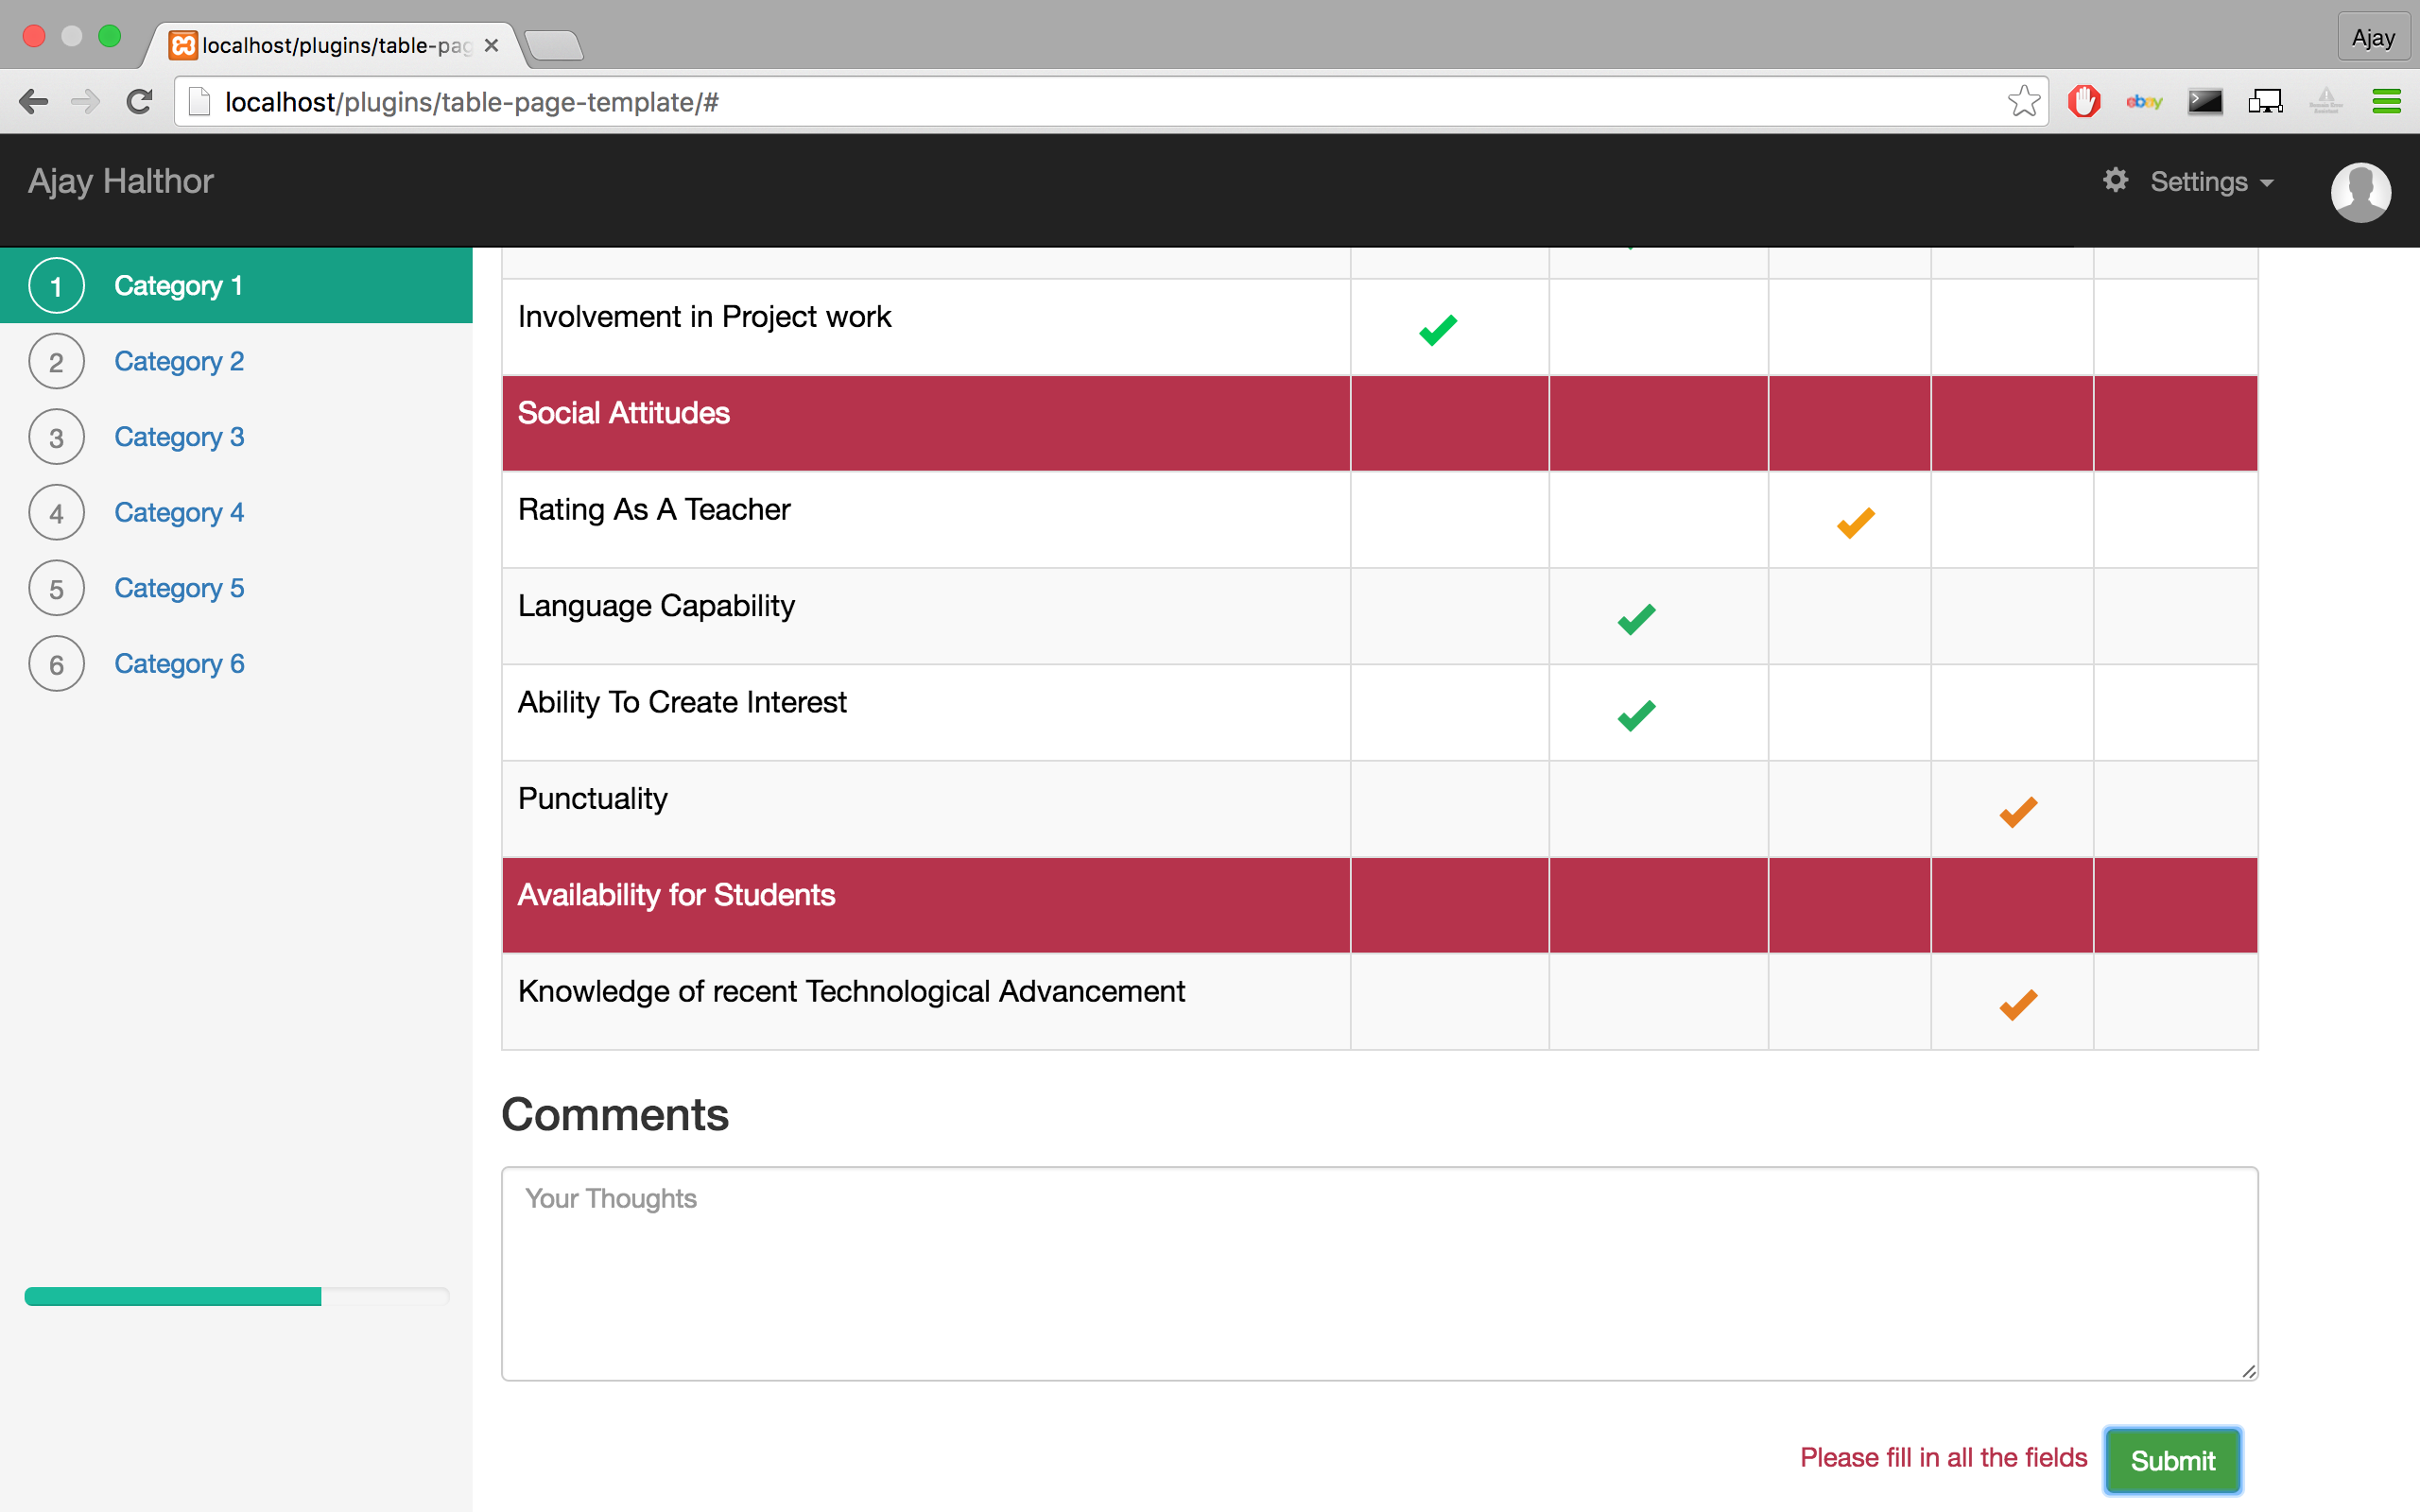 localhost/plugins/table-pag
Ajay
localhost/plugins/table-page-template/#
ebay
Ajay Halthor
Settings
1 Category 1
2 Category 2
3 Category 3
4 Category 4
5 Category 5
6 Category 6
Involvement in Project work
Social Attitudes
Rating As A Teacher
Language Capability
Ability To Create Interest
Punctuality
Availability for Students
Knowledge of recent Technological Advancement
Comments
Your Thoughts
Please fill in all the fields
Submit